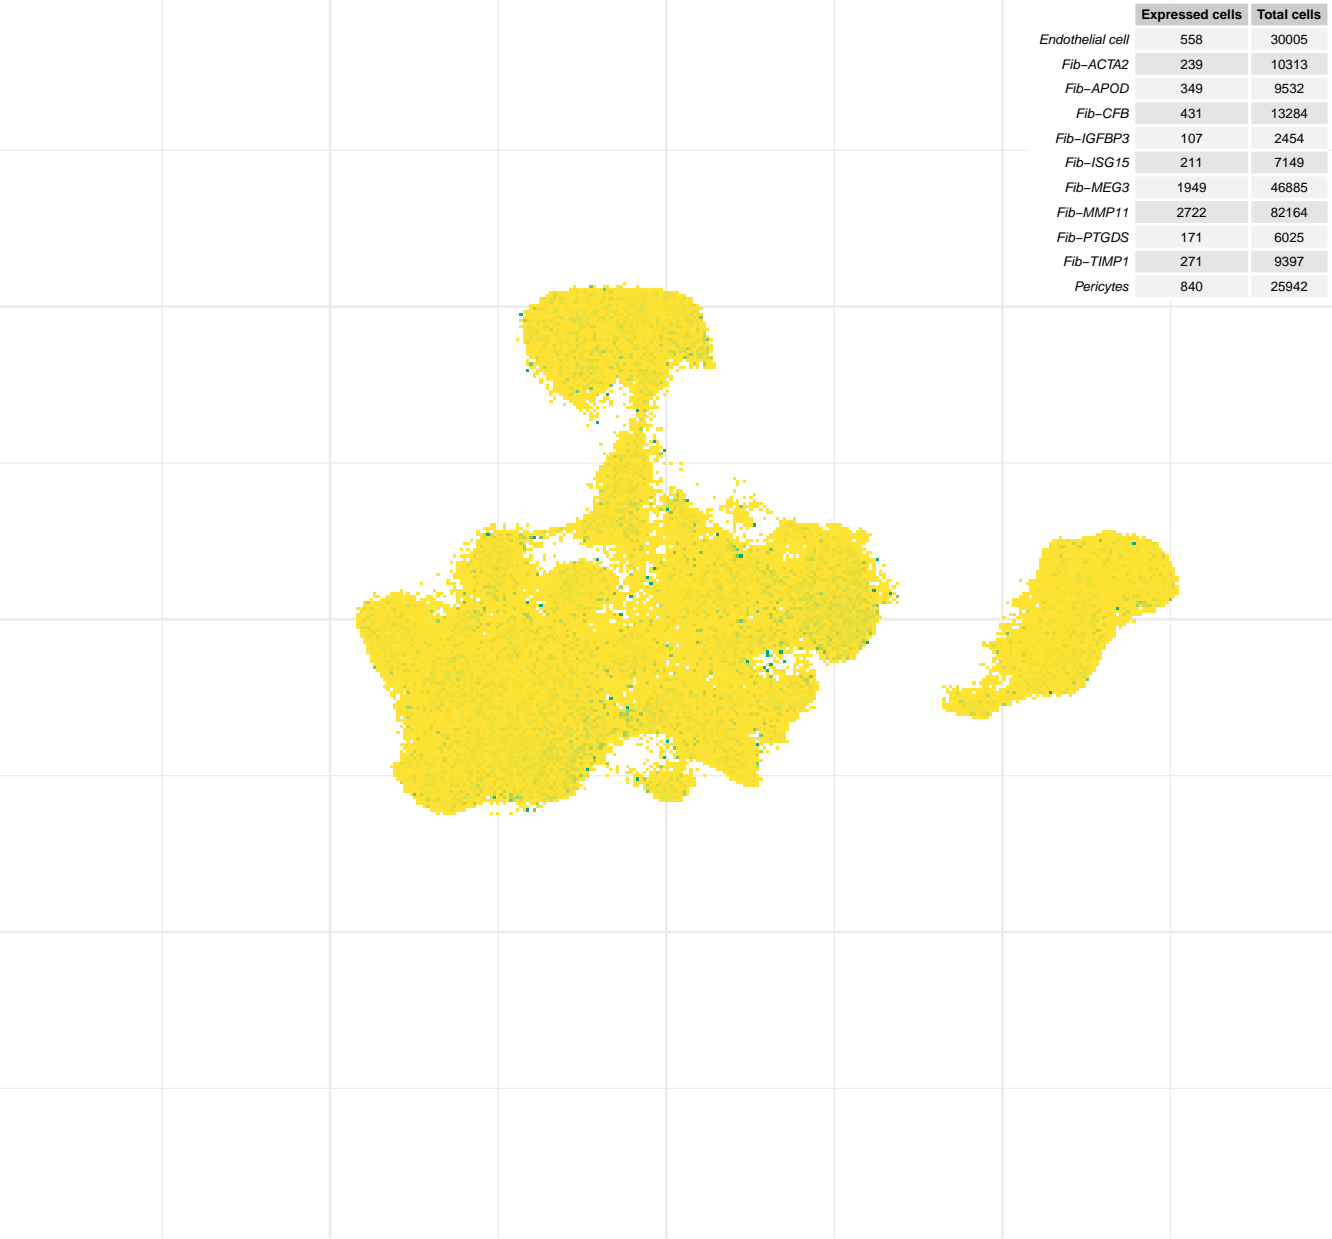 Expressed cells Total cells
Endothelial cell 558 30005
Fib−ACTA2 239 10313
Fib−APOD 349 9532
Fib−CFB 431 13284
Fib−IGFBP3 107 2454
Fib−ISG15 211 7149
Fib−MEG3 1949 46885
Fib−MMP11 2722 82164
Fib−PTGDS 171 6025
Fib−TIMP1 271 9397
Pericytes 840 25942